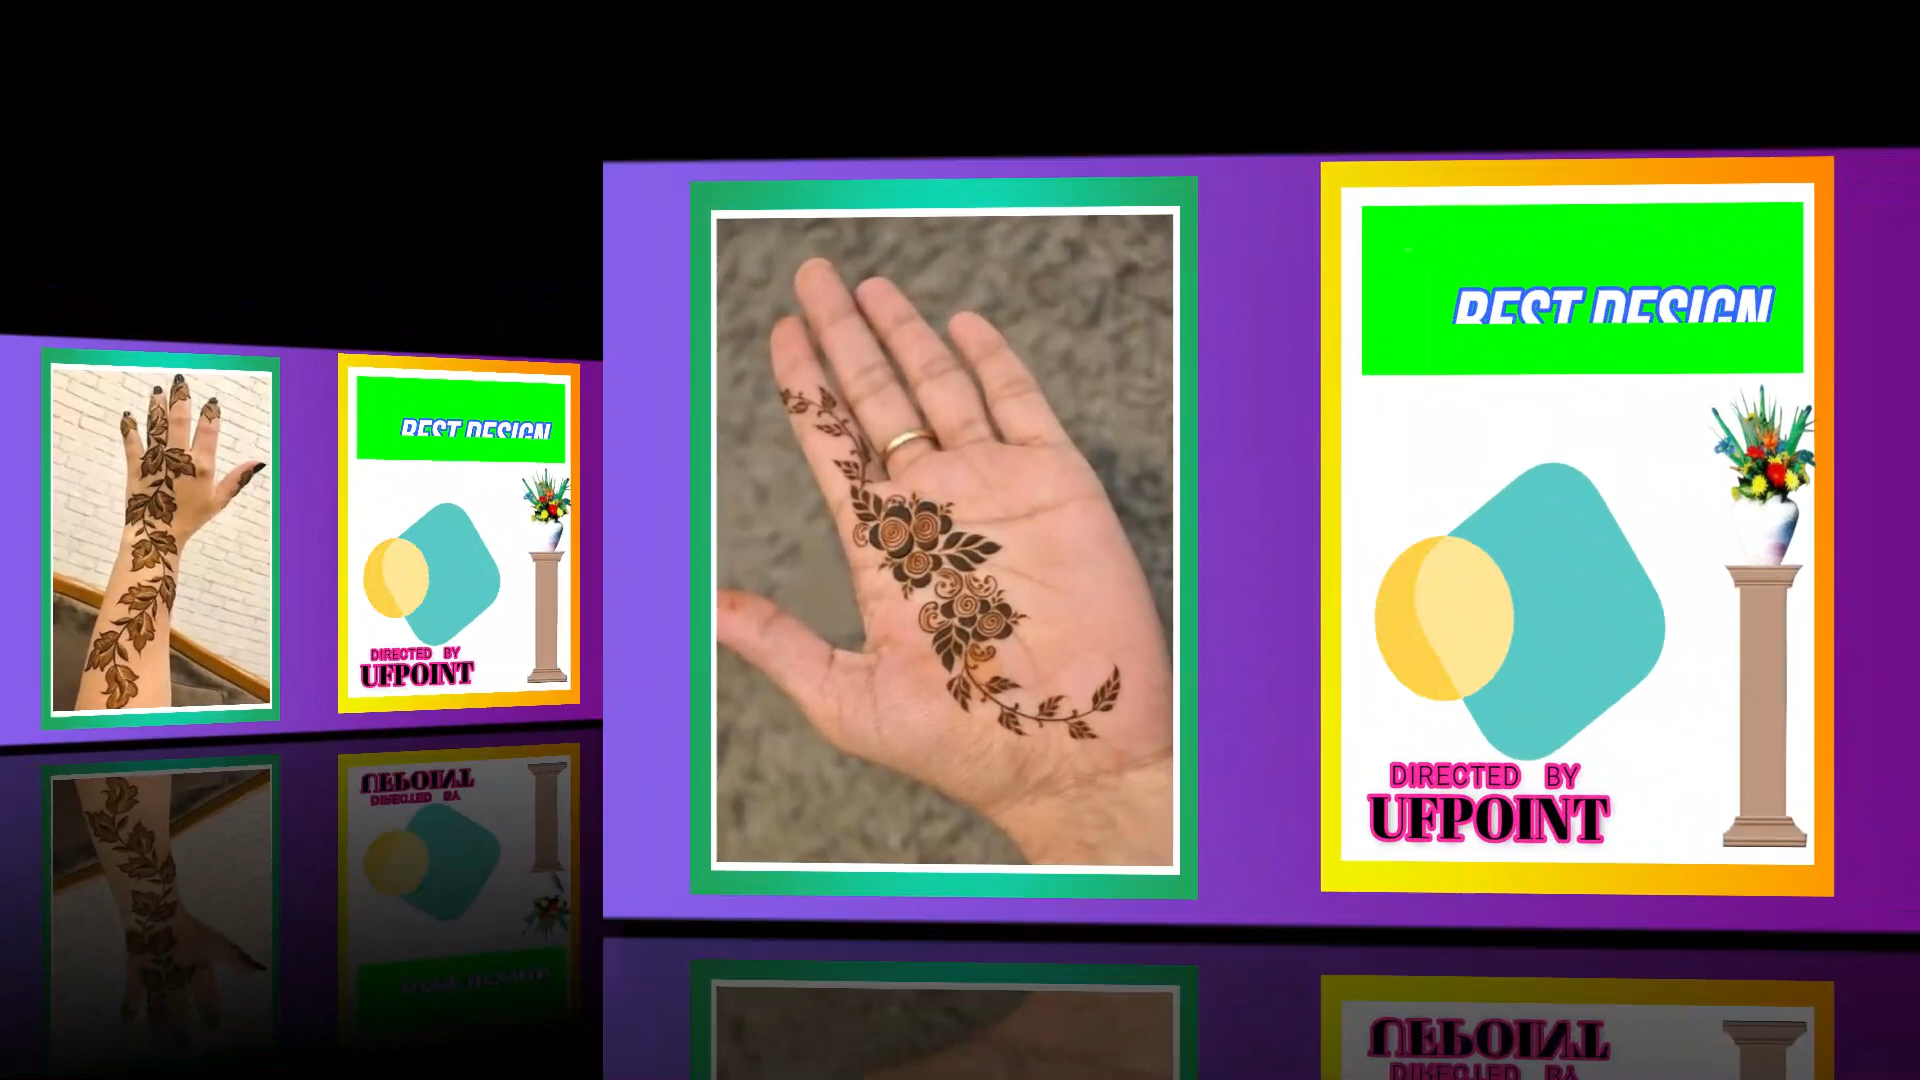 BEST DESIGN
DIRECTED BY
UFPOINT
BEST DESIGN
DIRECTED BY
UFPOINT